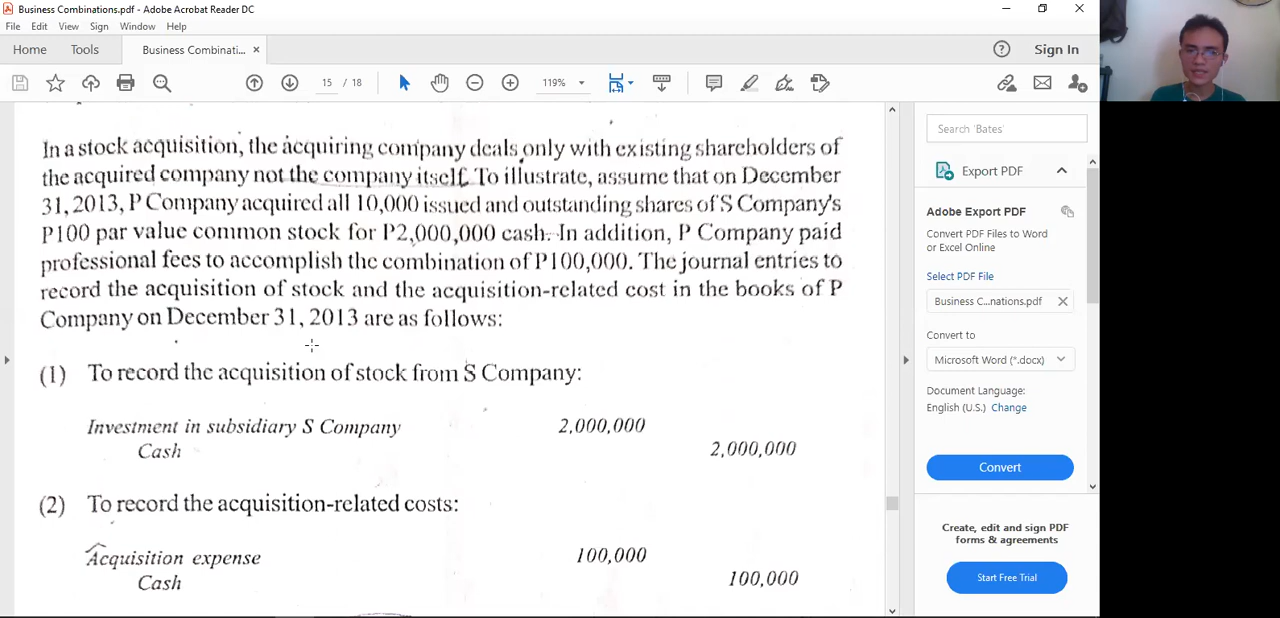 Business Combinations.pdf - Adobe Acrobat Reader DC
File Edit View Sign Window Help
Home Tools Business Combinati... ×
15 / 18 119%
Sign In
In a stock acquisition, the acquiring company deals only with existing shareholders of
the acquired company not the company itself. To illustrate, assume that on December
31, 2013, P Company acquired all 10,000 issued and outstanding shares of S Company's
P100 par value common stock for P2,000,000 cash. In addition, P Company paid
professional fees to accomplish the combination of P100,000. The journal entries to
record the acquisition of stock and the acquisition-related cost in the books of P
Company on December 31, 2013 are as follows:
(1) To record the acquisition of stock from S Company:
Investment in subsidiary S Company 2,000,000
Cash 2,000,000
(2) To record the acquisition-related costs:
Acquisition expense 100,000
Cash 100,000
Search 'Bates'
Export PDF
Adobe Export PDF
Convert PDF Files to Word
or Excel Online
Select PDF File
Business C...nations.pdf
Convert to
Microsoft Word (*.docx)
Document Language:
English (U.S.) Change
Convert
Create, edit and sign PDF
forms & agreements
Start Free Trial